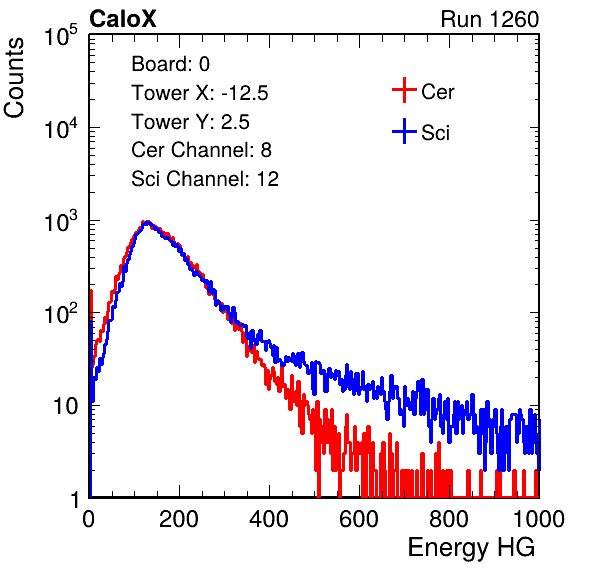 CaloX Run 1260
Counts
Board: 0
Tower X: -12.5
Tower Y: 2.5
Cer Channel: 8
Sci Channel: 12
Cer
Sci
10^5
10^4
10^3
10^2
10
1
0 200 400 600 800 1000
Energy HG